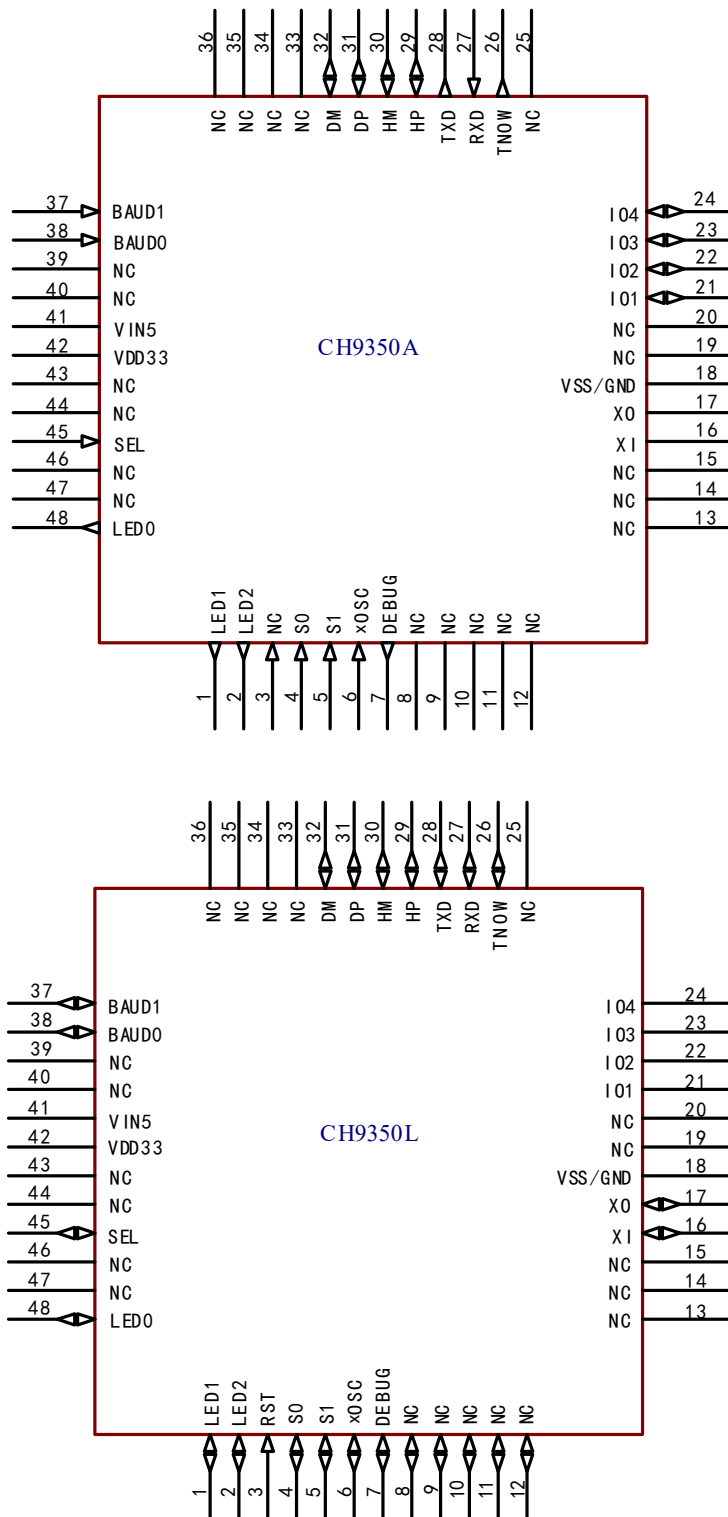 36 35 34 33 32 31 30 29 28 27 26 25
NC NC NC NC DM DP HM HP TXD RXD TNOW NC
37 BAUD1 IO4 24
38 BAUD0 IO3 23
39 NC IO2 22
40 NC IO1 21
41 VIN5 NC 20
42 VDD33 CH9350A NC 19
43 NC VSS/GND 18
44 NC XO 17
45 SEL XI 16
46 NC NC 15
47 NC NC 14
48 LED0 NC 13
LED1 LED2 NC S0 S1 XOSC DEBUG NC NC NC NC NC
1 2 3 4 5 6 7 8 9 10 11 12
36 35 34 33 32 31 30 29 28 27 26 25
NC NC NC NC DM DP HM HP TXD RXD TNOW NC
37 BAUD1 IO4 24
38 BAUD0 IO3 23
39 NC IO2 22
40 NC IO1 21
41 VIN5 NC 20
42 VDD33 CH9350L NC 19
43 NC VSS/GND 18
44 NC XO 17
45 SEL XI 16
46 NC NC 15
47 NC NC 14
48 LED0 NC 13
LED1 LED2 RST S0 S1 XOSC DEBUG NC NC NC NC NC
1 2 3 4 5 6 7 8 9 10 11 12